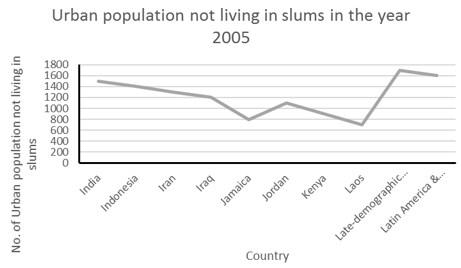 Urban population not living in slums in the year
2005
No. of Urban population not living in
slums
1800
1600
1400
1200
1000
800
600
400
200
0
India
Indonesia
Iran
Iraq
Jamaica
Jordan
Kenya
Laos
Late-demographic...
Latin America &...
Country